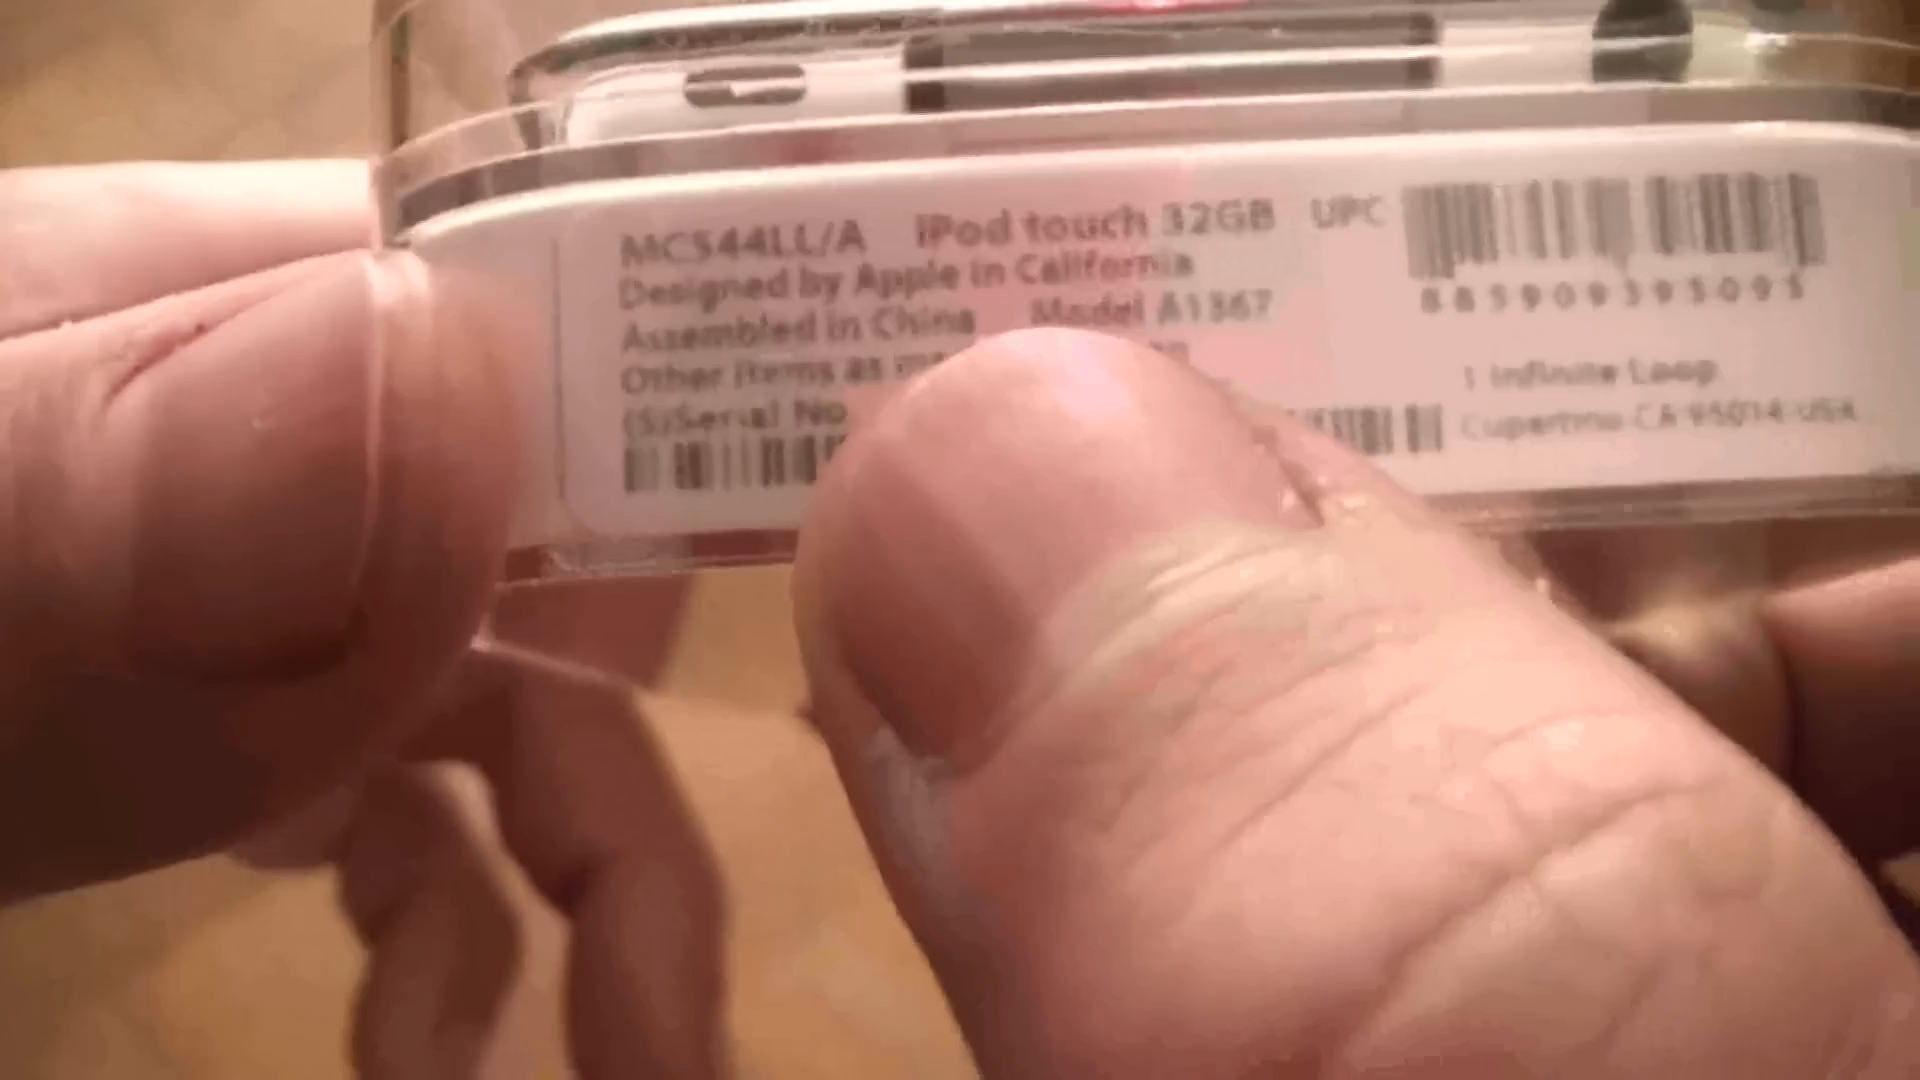 MC544LL/A iPod touch 32GB UPC
Designed by Apple in California
Assembled in China Model A1367
Other items as
(S) Serial No
1 Infinite Loop
Cupertino CA 95014 USA